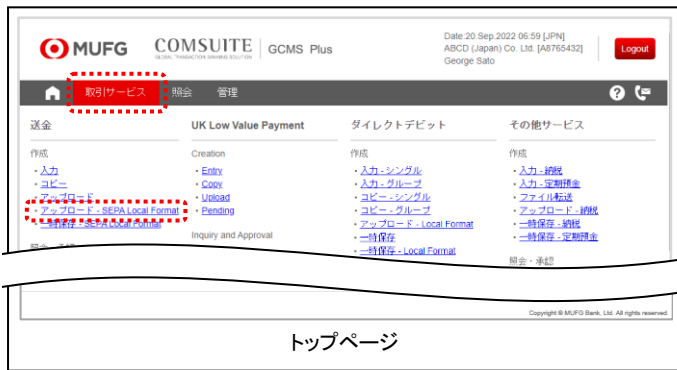 MUFG
COMSUITE
GLOBAL TRANSACTION BANKING SOLUTION
GCMS Plus
Date:20 Sep.2022 06:59 [JPN]
ABCD (Japan) Co. Ltd. [A8765432]
George Sato
Logout
取引サービス 照会 管理
送金
作成
・入力
・コピー
・アップロード
・アップロード - SEPA Local Format
・一時保存 - SEPA Local Format
UK Low Value Payment
Creation
・Entry
・Copy
・Upload
・Pending
Inquiry and Approval
ダイレクトデビット
作成
・入力 - シングル
・入力 - グループ
・コピー - シングル
・コピー - グループ
・アップロード - Local Format
・一時保存
・一時保存 - Local Format
その他サービス
作成
・入力 - 納税
・入力 - 定期預金
・ファイル転送
・アップロード - 納税
・一時保存 - 納税
・一時保存 - 定期預金
照会・承認
Copyright © MUFG Bank, Ltd. All rights reserved.
トップページ